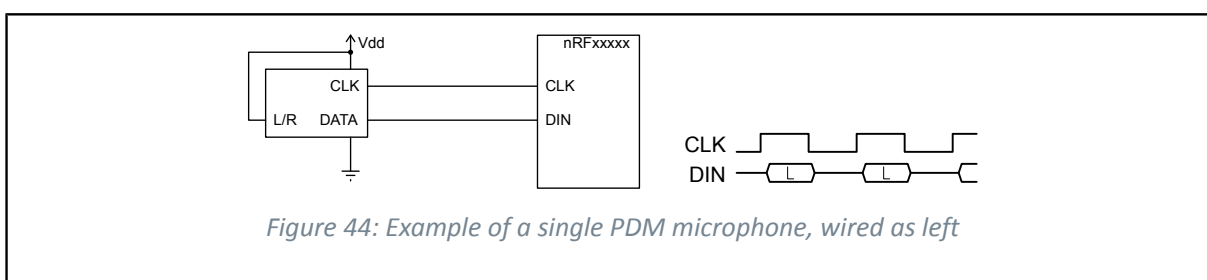 Vdd
nRFxxxxx
CLK
CLK
L/R DATA
DIN
CLK
DIN L L
Figure 44: Example of a single PDM microphone, wired as left